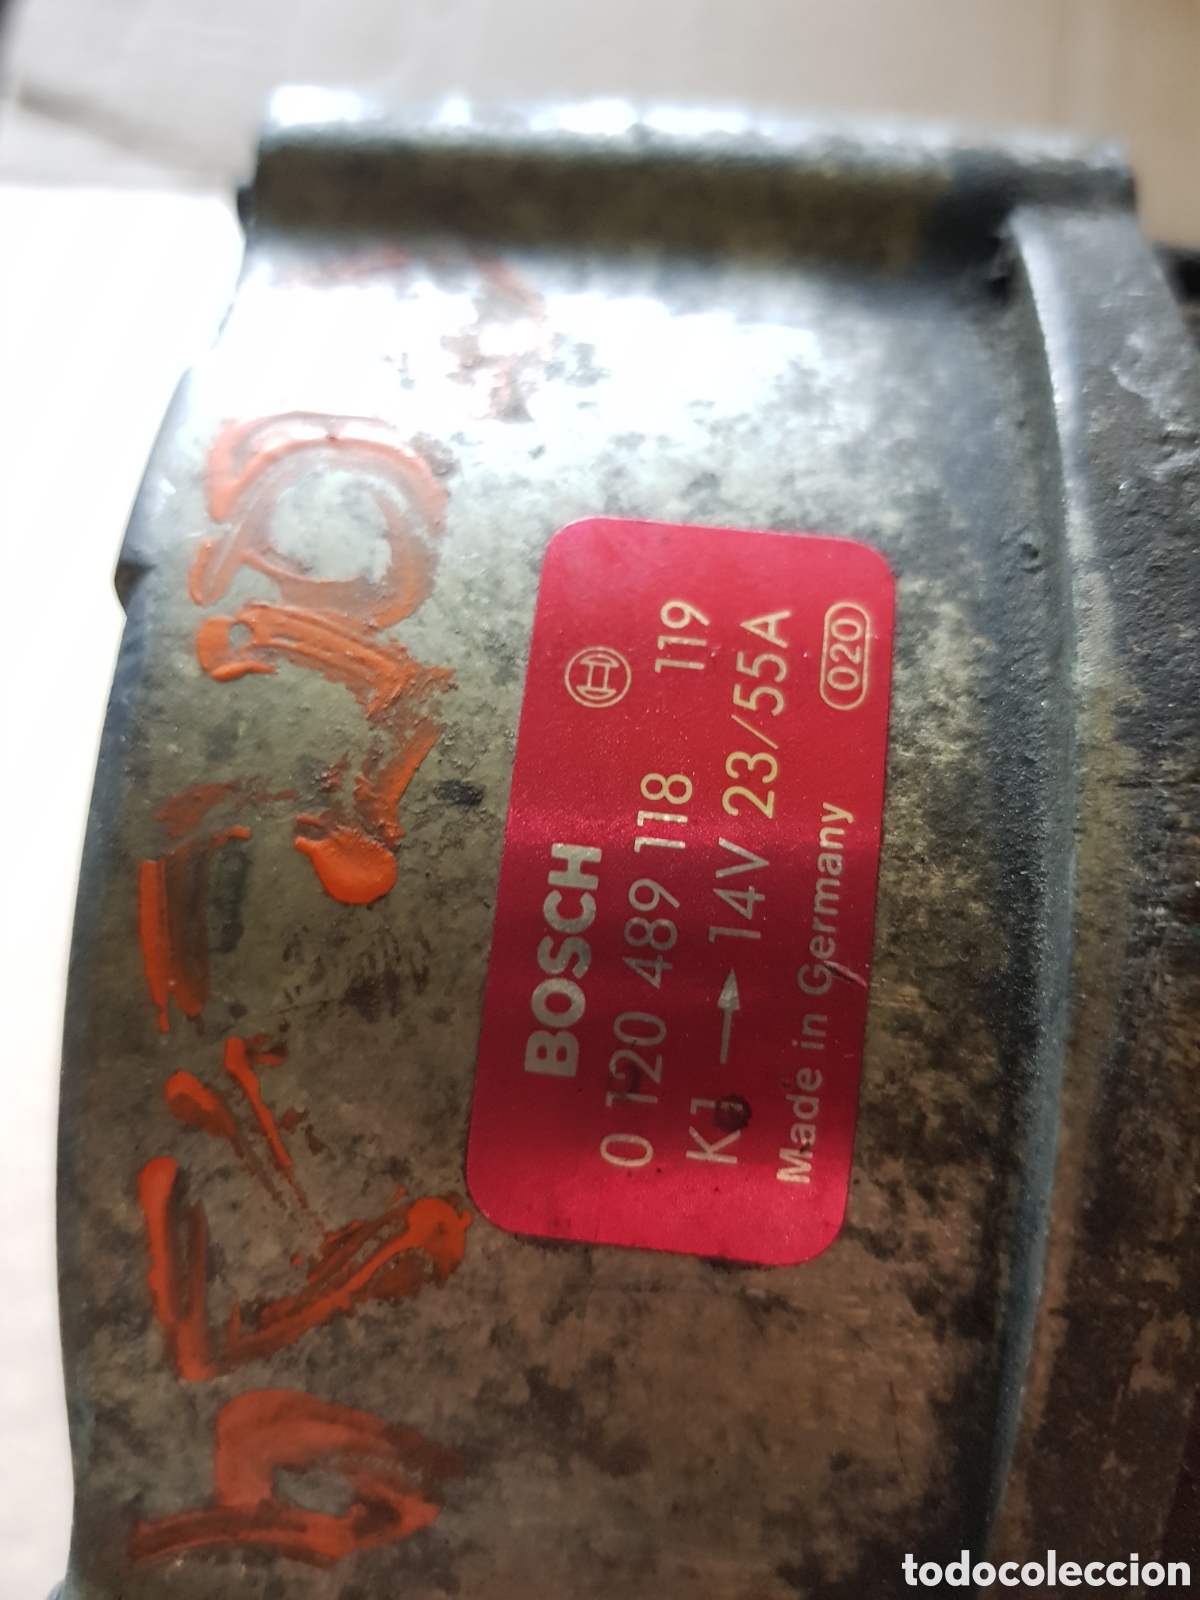 BOSCH
0 120 489 118 119
K1 → 14V 23/55A
Made in Germany 020
todocoleccion